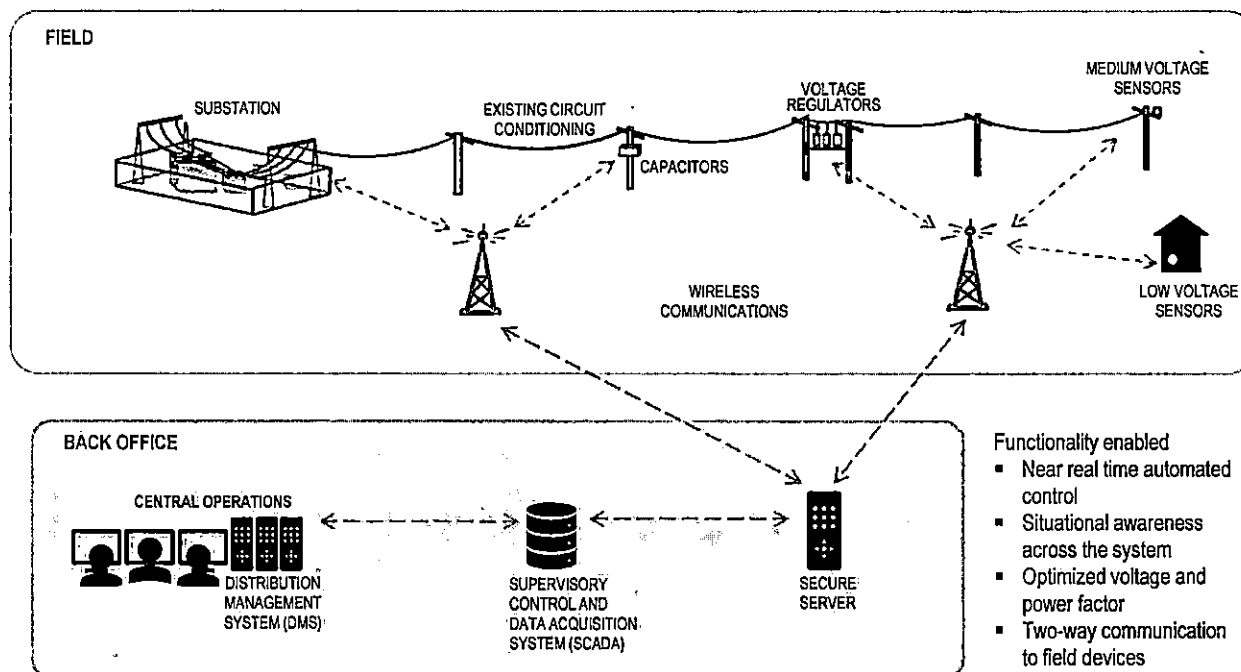 FIELD
SUBSTATION
EXISTING CIRCUIT
CONDITIONING
CAPACITORS
VOLTAGE
REGULATORS
MEDIUM VOLTAGE
SENSORS
WIRELESS
COMMUNICATIONS
LOW VOLTAGE
SENSORS
BACK OFFICE
CENTRAL OPERATIONS
DISTRIBUTION
MANAGEMENT
SYSTEM (DMS)
SUPERVISORY
CONTROL AND
DATA ACQUISITION
SYSTEM (SCADA)
SECURE
SERVER
Functionality enabled
▪ Near real time automated
control
▪ Situational awareness
across the system
▪ Optimized voltage and
power factor
▪ Two-way communication
to field devices